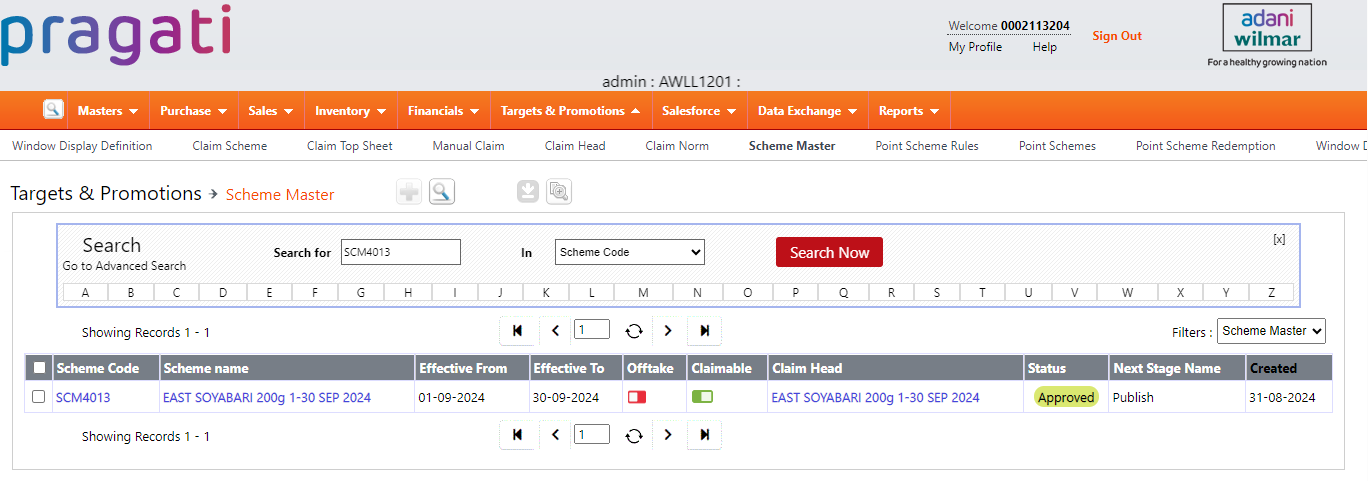 pragati
Welcome 0002113204
My Profile Help
Sign Out
adani
wilmar
For a healthy growing nation
admin : AWLL1201 :
Masters Purchase Sales Inventory Financials Targets & Promotions Salesforce Data Exchange Reports
Window Display Definition Claim Scheme Claim Top Sheet Manual Claim Claim Head Claim Norm Scheme Master Point Scheme Rules Point Schemes Point Scheme Redemption Window D
Targets & Promotions Scheme Master
Search
Go to Advanced Search
Search for SCM4013 In Scheme Code Search Now [x]
A B C D E F G H I J K L M N O P Q R S T U V W X Y Z
Showing Records 1 - 1 1 Filters : Scheme Master
Scheme Code Scheme name Effective From Effective To Offtake Claimable Claim Head Status Next Stage Name Created
SCM4013 EAST SOYABARI 200g 1-30 SEP 2024 01-09-2024 30-09-2024 EAST SOYABARI 200g 1-30 SEP 2024 Approved Publish 31-08-2024
Showing Records 1 - 1 1